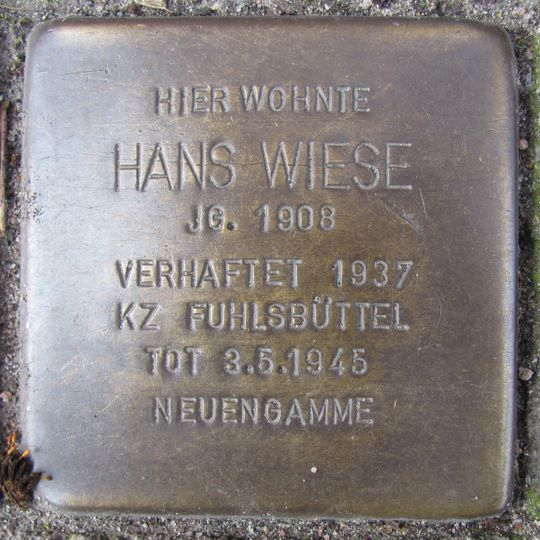 HIER WOHNTE
HANS WIESE
JG. 1908
VERHAFTET 1937
KZ FUHLSBÜTTEL
TOT 3.5.1945
NEUENGAMME